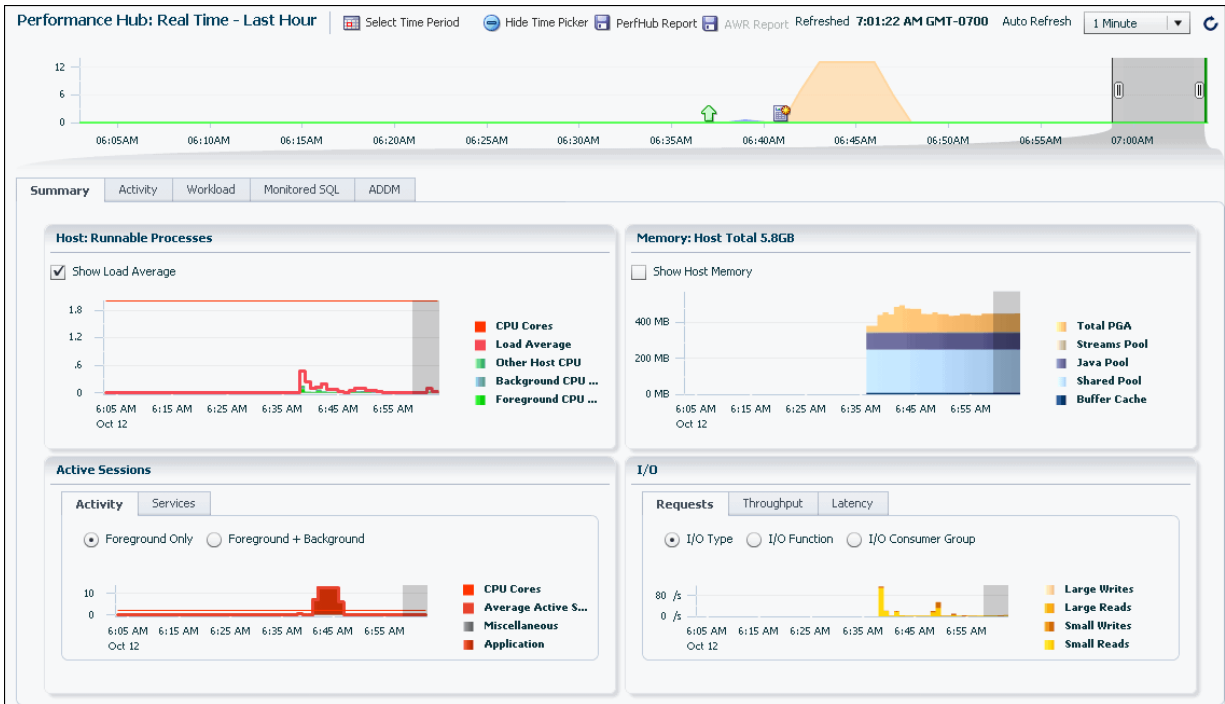 Performance Hub: Real Time - Last Hour Select Time Period Hide Time Picker PerfHub Report AWR Report Refreshed 7:01:22 AM GMT-0700 Auto Refresh 1 Minute
12
6
0
06:05AM 06:10AM 06:15AM 06:20AM 06:25AM 06:30AM 06:35AM 06:40AM 06:45AM 06:50AM 06:55AM 07:00AM
Summary Activity Workload Monitored SQL ADDM
Host: Runnable Processes
Show Load Average
1.8
1.2
.6
0
6:05 AM 6:15 AM 6:25 AM 6:35 AM 6:45 AM 6:55 AM
Oct 12
CPU Cores
Load Average
Other Host CPU
Background CPU ...
Foreground CPU ...
Memory: Host Total 5.8GB
Show Host Memory
400 MB
200 MB
0 MB
6:05 AM 6:15 AM 6:25 AM 6:35 AM 6:45 AM 6:55 AM
Oct 12
Total PGA
Streams Pool
Java Pool
Shared Pool
Buffer Cache
Active Sessions
Activity Services
Foreground Only Foreground + Background
10
0
6:05 AM 6:15 AM 6:25 AM 6:35 AM 6:45 AM 6:55 AM
Oct 12
CPU Cores
Average Active S...
Miscellaneous
Application
I/O
Requests Throughput Latency
I/O Type I/O Function I/O Consumer Group
80 /s
0 /s
6:05 AM 6:15 AM 6:25 AM 6:35 AM 6:45 AM 6:55 AM
Oct 12
Large Writes
Large Reads
Small Writes
Small Reads